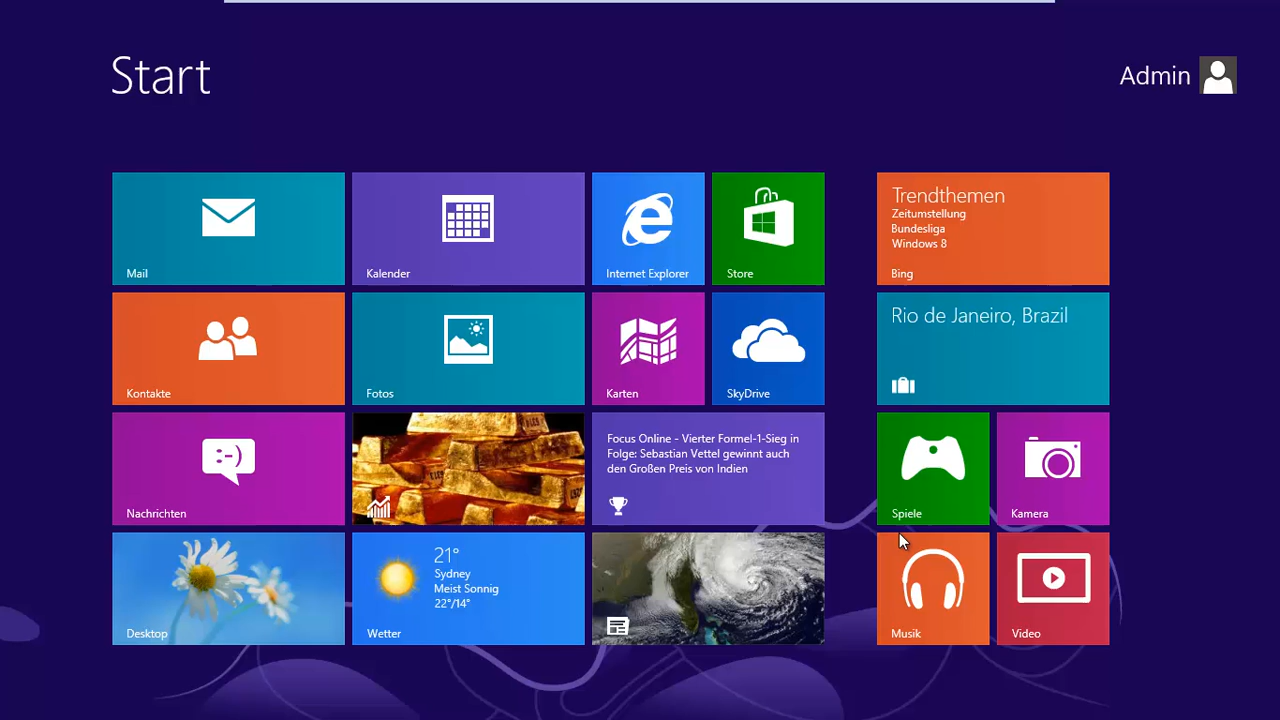 Start
Admin
Mail
Kalender
Internet Explorer
Store
Trendthemen
Zeitumstellung
Bundesliga
Windows 8
Bing
Kontakte
Fotos
Karten
SkyDrive
Rio de Janeiro, Brazil
Nachrichten
Focus Online - Vierter Formel-1-Sieg in
Folge: Sebastian Vettel gewinnt auch
den Großen Preis von Indien
Spiele
Kamera
Desktop
21°
Sydney
Meist Sonnig
22°/14°
Wetter
Musik
Video